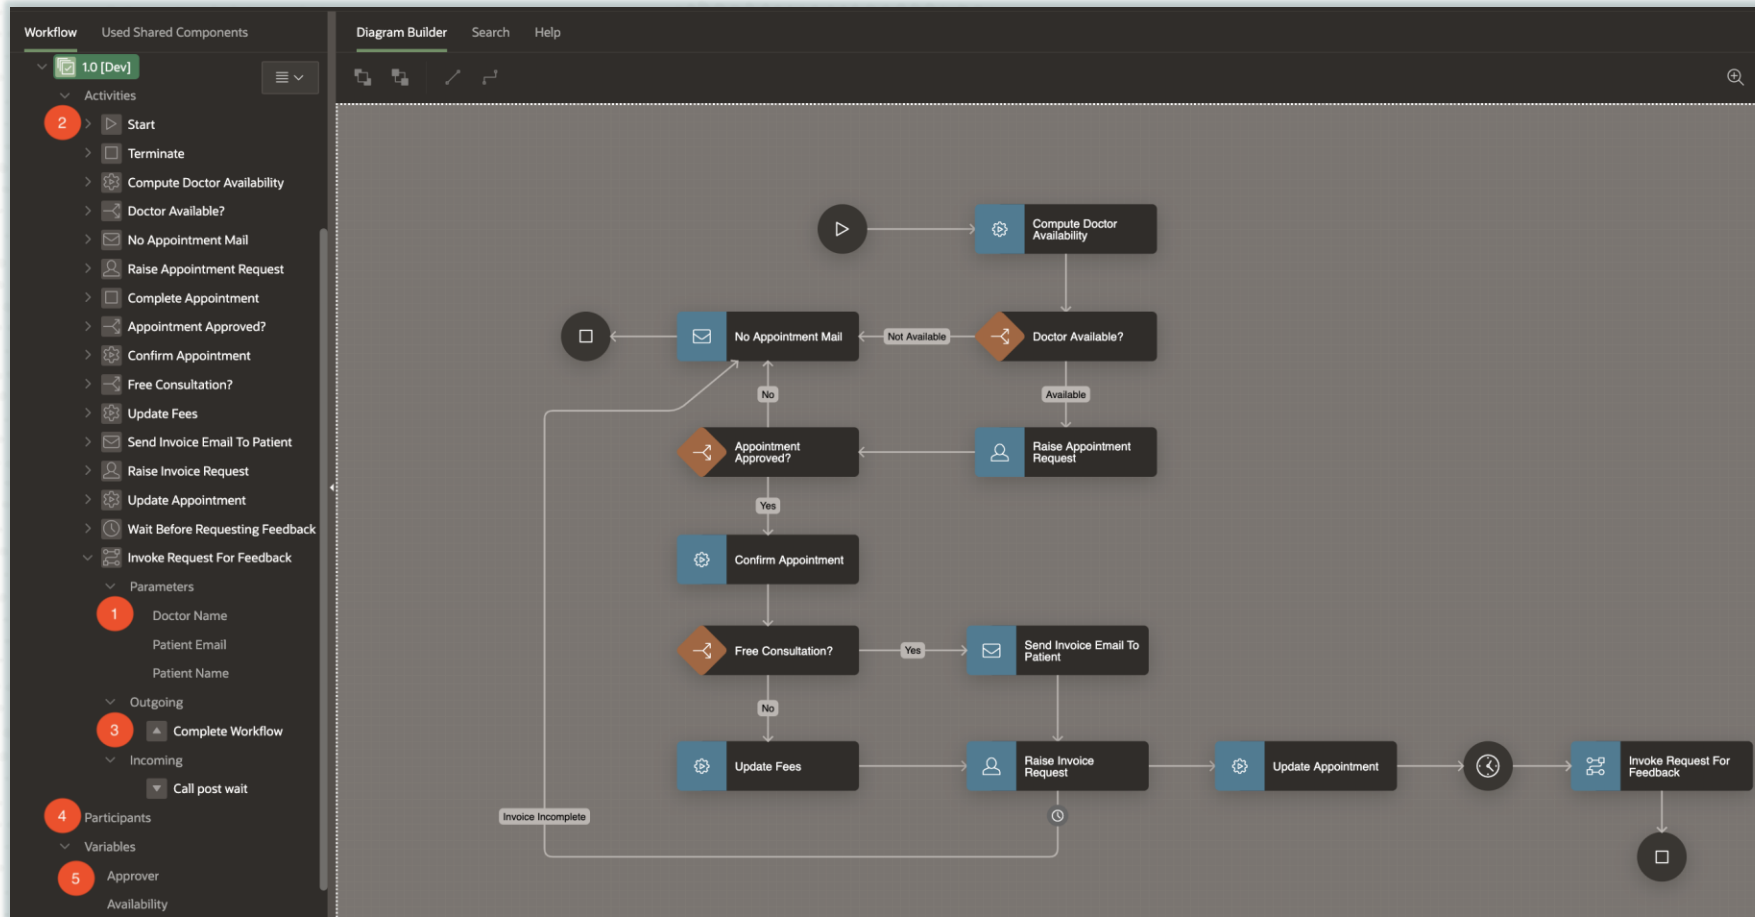 Workflow
Used Shared Components
Diagram Builder
Search
Help
1.0 [Dev]
Activities
2
Start
Terminate
Compute Doctor Availability
Doctor Available?
No Appointment Mail
Raise Appointment Request
Complete Appointment
Appointment Approved?
Confirm Appointment
Free Consultation?
Update Fees
Send Invoice Email To Patient
Raise Invoice Request
Update Appointment
Wait Before Requesting Feedback
Invoke Request For Feedback
Parameters
1
Doctor Name
Patient Email
Patient Name
Outgoing
3
Complete Workflow
Incoming
Call post wait
4
Participants
Variables
5
Approver
Availability
Compute Doctor
Availability
No Appointment Mail
Not Available
Doctor Available?
No
Available
Appointment
Approved?
Raise Appointment
Request
Yes
Confirm Appointment
Free Consultation?
Yes
Send Invoice Email To
Patient
No
Update Fees
Raise Invoice
Request
Update Appointment
Invoke Request For
Feedback
Invoice Incomplete